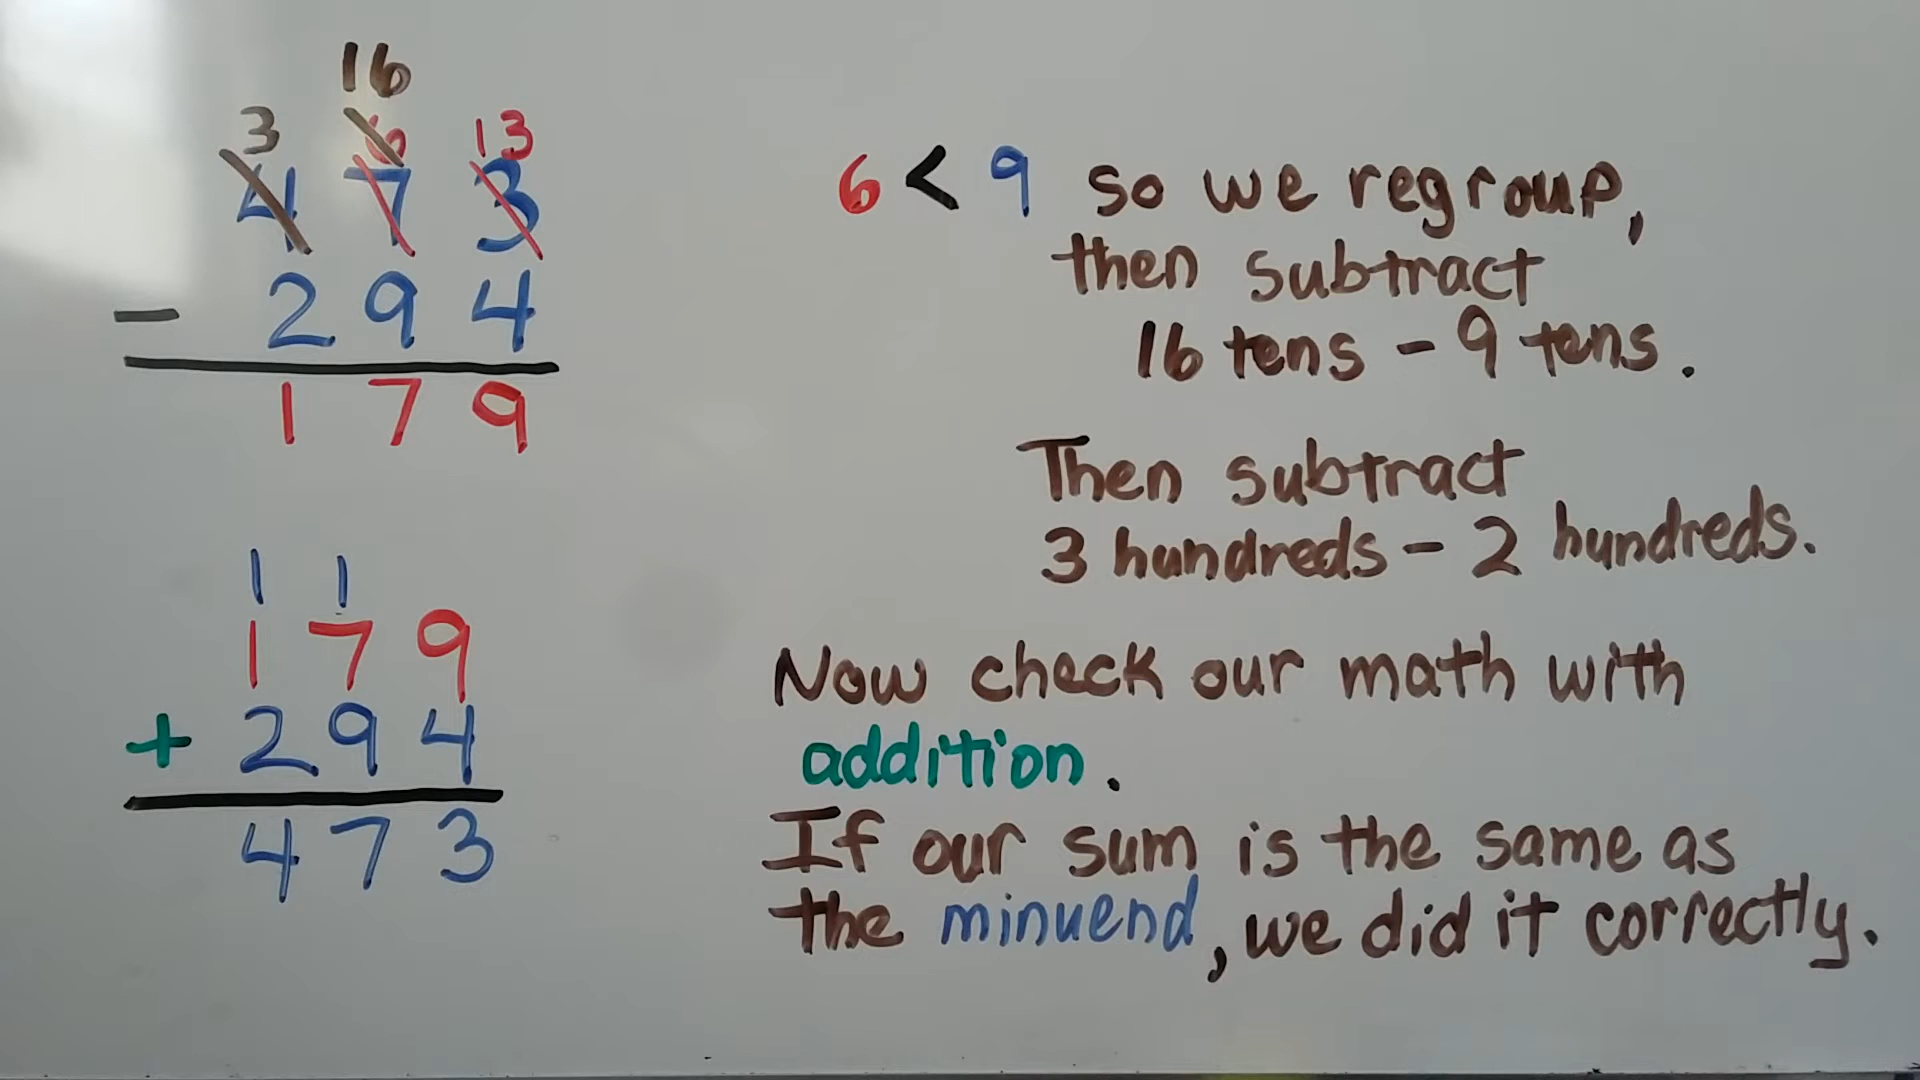 16
3 6 13
4 7 3
- 2 9 4
1 7 9
1 1
1 7 9
+ 2 9 4
4 7 3
6 < 9 so we regroup,
then subtract
16 tens - 9 tens.
Then subtract
3 hundreds - 2 hundreds.
Now check our math with
addition.
If our sum is the same as
the minuend, we did it correctly.